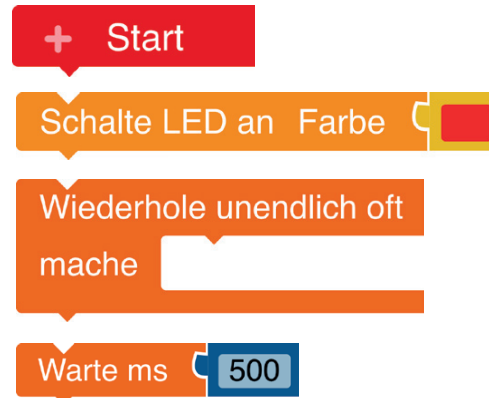 + Start
Schalte LED an Farbe
Wiederhole unendlich oft
mache
Warte ms 500